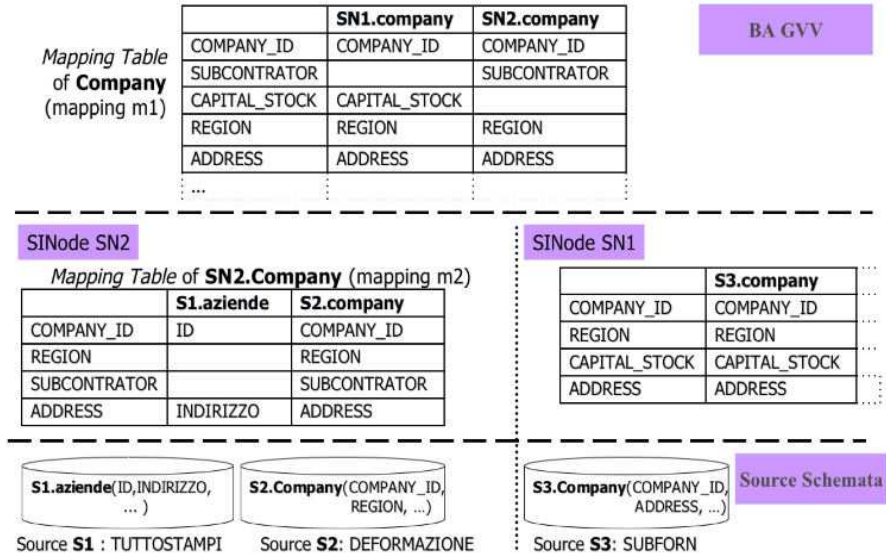 SN1.company SN2.company
COMPANY_ID COMPANY_ID COMPANY_ID
SUBCONTRATOR SUBCONTRATOR
CAPITAL_STOCK CAPITAL_STOCK
REGION REGION REGION
ADDRESS ADDRESS ADDRESS
...
Mapping Table
of Company
(mapping m1)
BA GVV
SINode SN2
Mapping Table of SN2.Company (mapping m2)
S1.aziende S2.company
COMPANY_ID ID COMPANY_ID
REGION REGION
SUBCONTRATOR SUBCONTRATOR
ADDRESS INDIRIZZO ADDRESS
SINode SN1
S3.company
COMPANY_ID COMPANY_ID
REGION REGION
CAPITAL_STOCK CAPITAL_STOCK
ADDRESS ADDRESS
S1.aziende(ID,INDIRIZZO,
... )
Source S1 : TUTTOSTAMPI
S2.Company(COMPANY_ID,
REGION, ...)
Source S2: DEFORMAZIONE
S3.Company(COMPANY_ID,
ADDRESS, ...)
Source S3: SUBFORN
Source Schemata